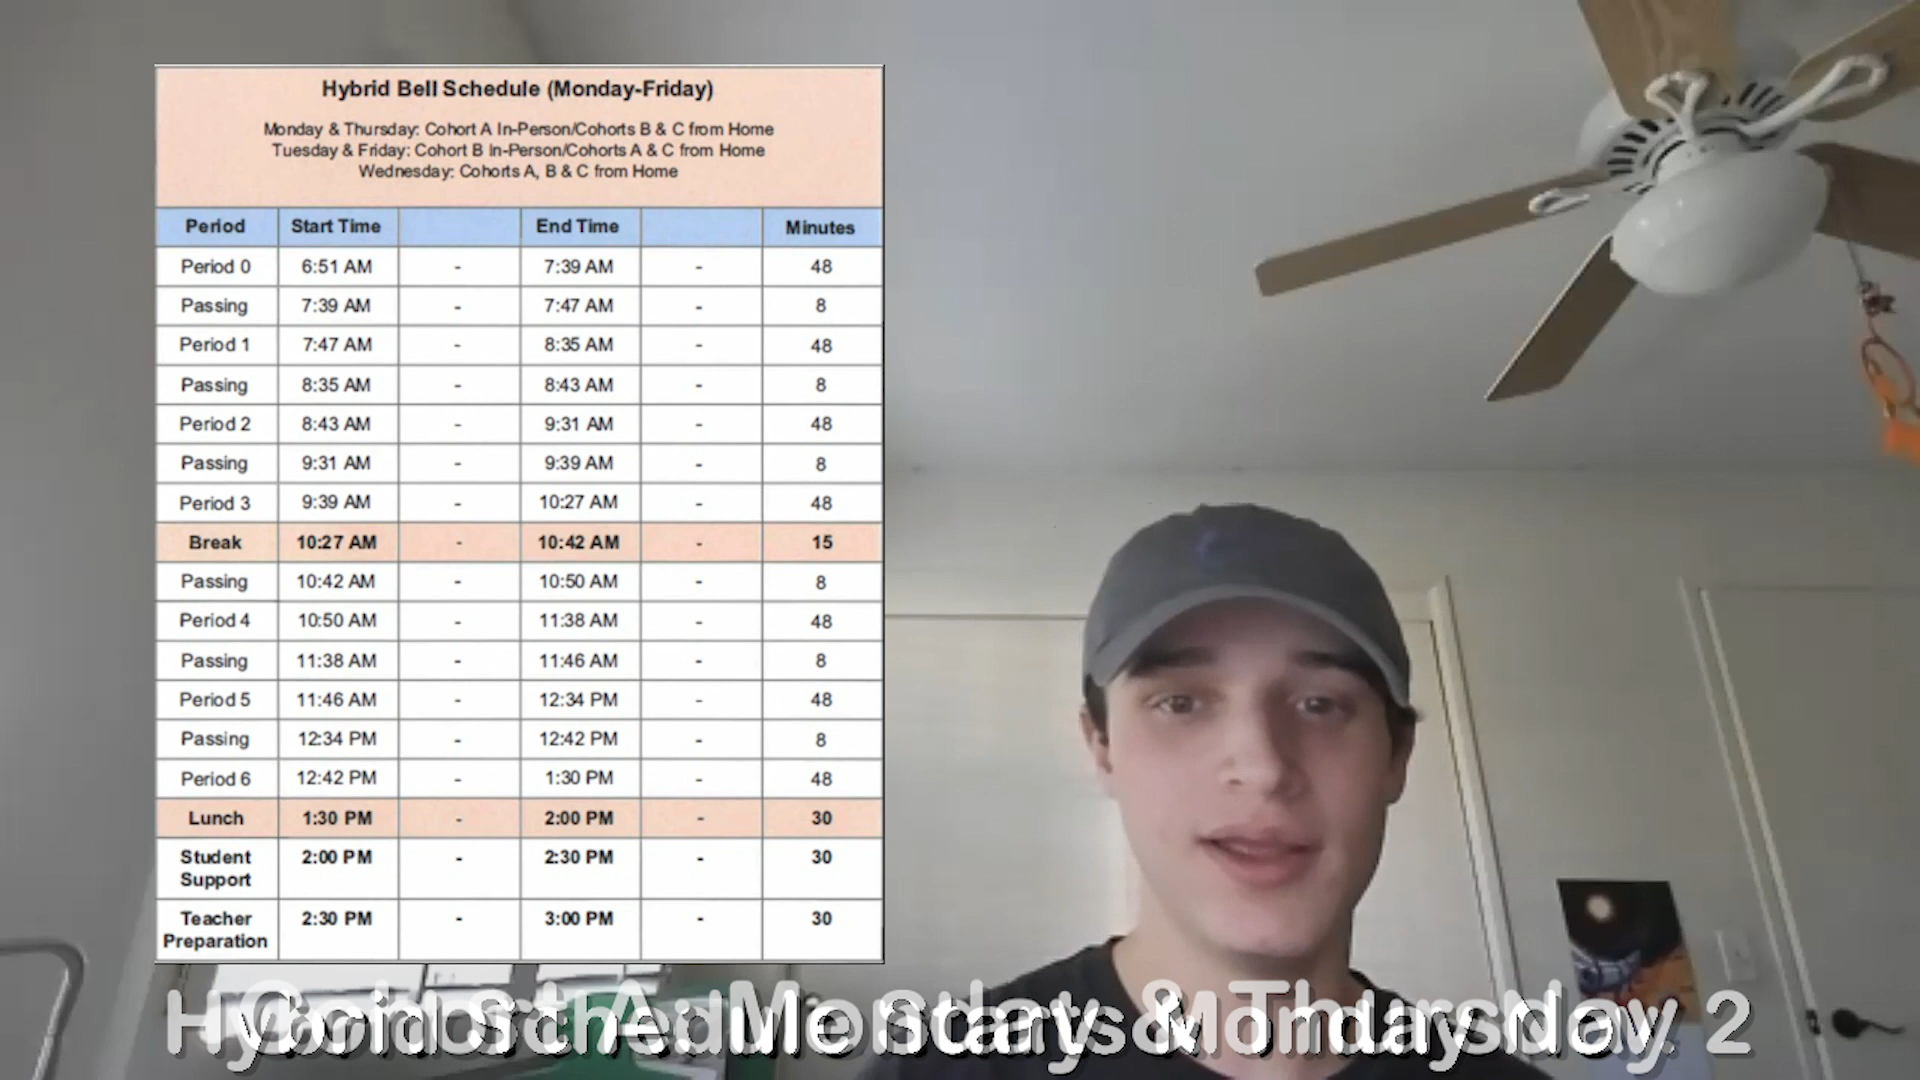 Hybrid Bell Schedule (Monday-Friday)
Monday & Thursday: Cohort A In-Person/Cohorts B & C from Home
Tuesday & Friday: Cohort B In-Person/Cohorts A & C from Home
Wednesday: Cohorts A, B & C from Home
Period Start Time End Time Minutes
Period 0 6:51 AM - 7:39 AM - 48
Passing 7:39 AM - 7:47 AM - 8
Period 1 7:47 AM - 8:35 AM - 48
Passing 8:35 AM - 8:43 AM - 8
Period 2 8:43 AM - 9:31 AM - 48
Passing 9:31 AM - 9:39 AM - 8
Period 3 9:39 AM - 10:27 AM - 48
Break 10:27 AM - 10:42 AM - 15
Passing 10:42 AM - 10:50 AM - 8
Period 4 10:50 AM - 11:38 AM - 48
Passing 11:38 AM - 11:46 AM - 8
Period 5 11:46 AM - 12:34 PM - 48
Passing 12:34 PM - 12:42 PM - 8
Period 6 12:42 PM - 1:30 PM - 48
Lunch 1:30 PM - 2:00 PM - 30
Student Support 2:00 PM - 2:30 PM - 30
Teacher Preparation 2:30 PM - 3:00 PM - 30
Hybrid Schedule Starts Monday Nov. 2
Cohort A: Monday & Thursday